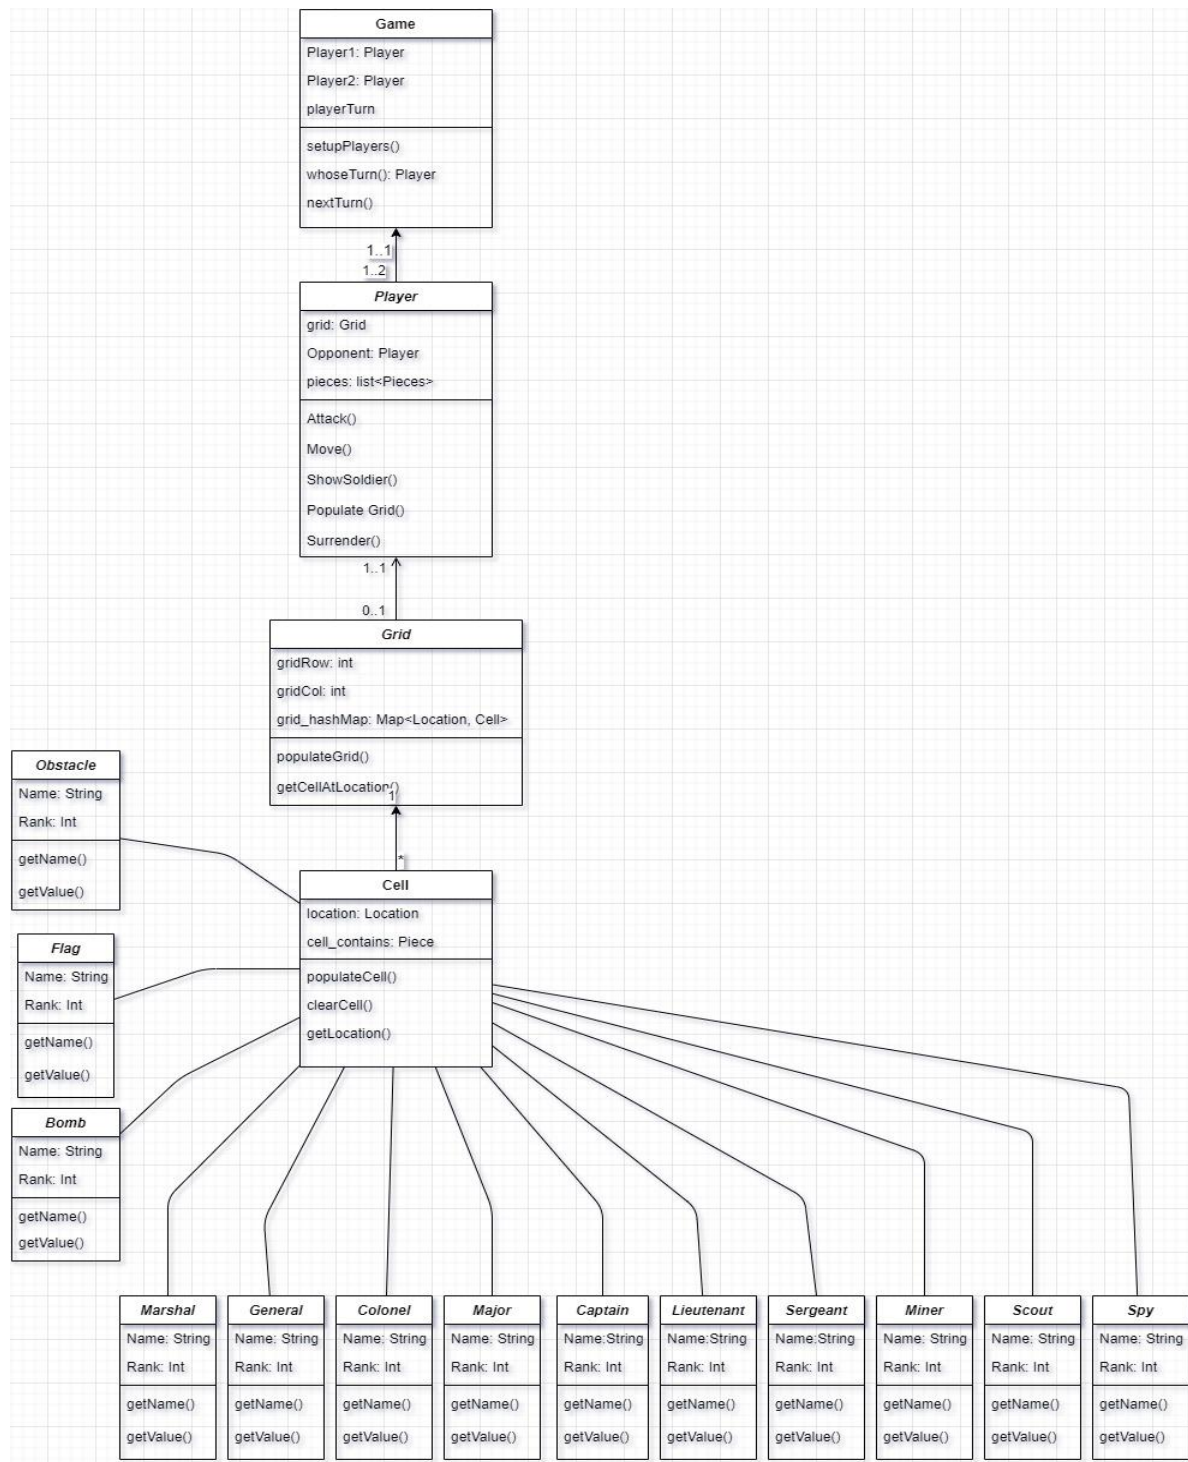 Game
Player1: Player
Player2: Player
playerTurn
setupPlayers()
whoseTurn(): Player
nextTurn()
1..1
1..2
Player
grid: Grid
Opponent: Player
pieces: list<Pieces>
Attack()
Move()
ShowSoldier()
Populate Grid()
Surrender()
1..1
0..1
Grid
gridRow: int
gridCol: int
grid_hashMap: Map<Location, Cell>
populateGrid()
getCellAtLocation()
1
*
Cell
location: Location
cell_contains: Piece
populateCell()
clearCell()
getLocation()
Obstacle
Name: String
Rank: Int
getName()
getValue()
Flag
Name: String
Rank: Int
getName()
getValue()
Bomb
Name: String
Rank: Int
getName()
getValue()
Marshal
Name: String
Rank: Int
getName()
getValue()
General
Name: String
Rank: Int
getName()
getValue()
Colonel
Name: String
Rank: Int
getName()
getValue()
Major
Name: String
Rank: Int
getName()
getValue()
Captain
Name:String
Rank: Int
getName()
getValue()
Lieutenant
Name:String
Rank: Int
getName()
getValue()
Sergeant
Name:String
Rank: Int
getName()
getValue()
Miner
Name: String
Rank: Int
getName()
getValue()
Scout
Name: String
Rank: Int
getName()
getValue()
Spy
Name: String
Rank: Int
getName()
getValue()